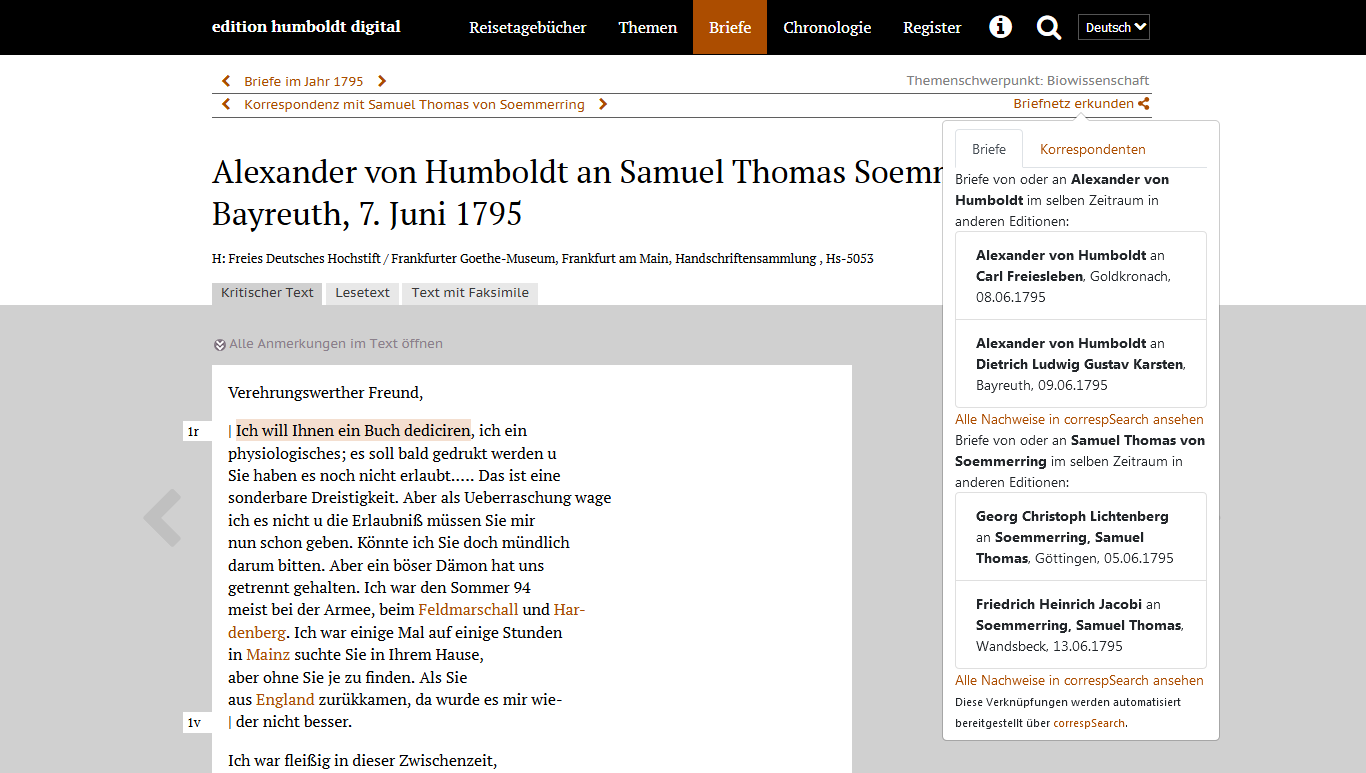 edition humboldt digital
Reisetagebücher
Themen
Briefe
Chronologie
Register
Deutsch
Briefe im Jahr 1795
Themenschwerpunkt: Biowissenschaft
Korrespondenz mit Samuel Thomas von Soemmerring
Briefnetz erkunden
Alexander von Humboldt an Samuel Thomas
Bayreuth, 7. Juni 1795
H: Freies Deutsches Hochstift / Frankfurter Goethe-Museum, Frankfurt am Main, Handschriftensammlung , Hs-5053
Kritischer Text
Lesetext
Text mit Faksimile
Alle Anmerkungen im Text öffnen
Verehrungswerther Freund,
1r
| Ich will Ihnen ein Buch dediciren, ich ein
physiologisches; es soll bald gedrukt werden u
Sie haben es noch nicht erlaubt..... Das ist eine
sonderbare Dreistigkeit. Aber als Ueberraschung wage
ich es nicht u die Erlaubniß müssen Sie mir
nun schon geben. Könnte ich Sie doch mündlich
darum bitten. Aber ein böser Dämon hat uns
getrennt gehalten. Ich war den Sommer 94
meist bei der Armee, beim Feldmarschall und Har-
denberg. Ich war einige Mal auf einige Stunden
in Mainz suchte Sie in Ihrem Hause,
aber ohne Sie je zu finden. Als Sie
aus England zurükkamen, da wurde es mir wie-
1v
| der nicht besser.
Ich war fleißig in dieser Zwischenzeit,
Briefe
Korrespondenten
Briefe von oder an Alexander von
Humboldt im selben Zeitraum in
anderen Editionen:
Alexander von Humboldt an
Carl Freiesleben, Goldkronach,
08.06.1795
Alexander von Humboldt an
Dietrich Ludwig Gustav Karsten,
Bayreuth, 09.06.1795
Alle Nachweise in correspSearch ansehen
Briefe von oder an Samuel Thomas von
Soemmerring im selben Zeitraum in
anderen Editionen:
Georg Christoph Lichtenberg
an Soemmerring, Samuel
Thomas, Göttingen, 05.06.1795
Friedrich Heinrich Jacobi an
Soemmerring, Samuel Thomas,
Wandsbeck, 13.06.1795
Alle Nachweise in correspSearch ansehen
Diese Verknüpfungen werden automatisiert
bereitgestellt über correspSearch.